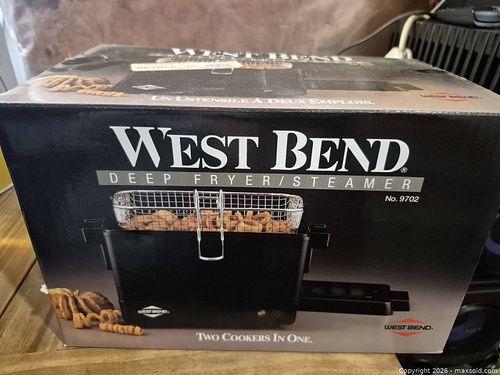 WEST BEND
UN USTENSILE À DEUX EMPLOIS.
WEST BEND®
DEEP FRYER/STEAMER
No. 9702
WEST BEND
WEST BEND®
TWO COOKERS IN ONE.
Copyright 2026 - maxsold.com